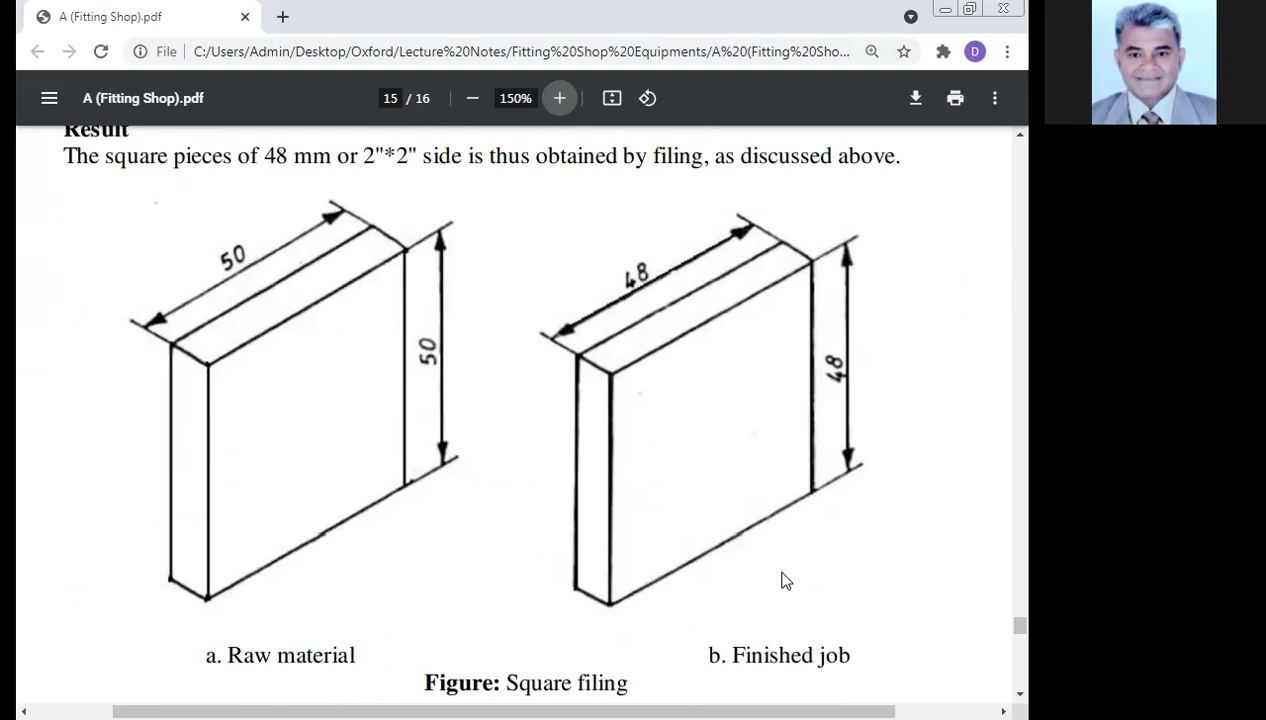 A (Fitting Shop).pdf
File
C:/Users/Admin/Desktop/Oxford/Lecture%20Notes/Fitting%20Shop%20Equipments/A%20(Fitting%20Sho...
D
A (Fitting Shop).pdf
15 / 16
150%
Result
The square pieces of 48 mm or 2"*2" side is thus obtained by filing, as discussed above.
50
50
48
48
a. Raw material
b. Finished job
Figure: Square filing